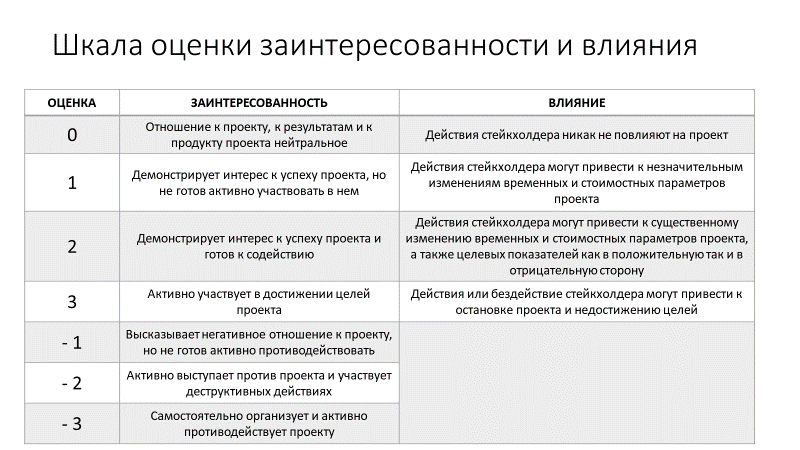 Шкала оценки заинтересованности и влияния
ОЦЕНКА ЗАИНТЕРЕСОВАННОСТЬ ВЛИЯНИЕ
0
Отношение к проекту, к результатам и к
продукту проекта нейтральное
Действия стейкхолдера никак не повлияют на проект
1
Демонстрирует интерес к успеху проекта, но
не готов активно участвовать в нем
Действия стейкхолдера могут привести к незначительным
изменениям временных и стоимостных параметров
проекта
2
Демонстрирует интерес к успеху проекта и
готов к содействию
Действия стейкхолдера могут привести к существенному
изменению временных и стоимостных параметров проекта,
а также целевых показателей как в положительную так и в
отрицательную сторону
3
Активно участвует в достижении целей
проекта
Действия или бездействие стейкхолдера могут привести к
остановке проекта и недостижению целей
- 1
Высказывает негативное отношение к проекту,
но не готов активно противодействовать
- 2
Активно выступает против проекта и участвует
деструктивных действиях
- 3
Самостоятельно организует и активно
противодействует проекту